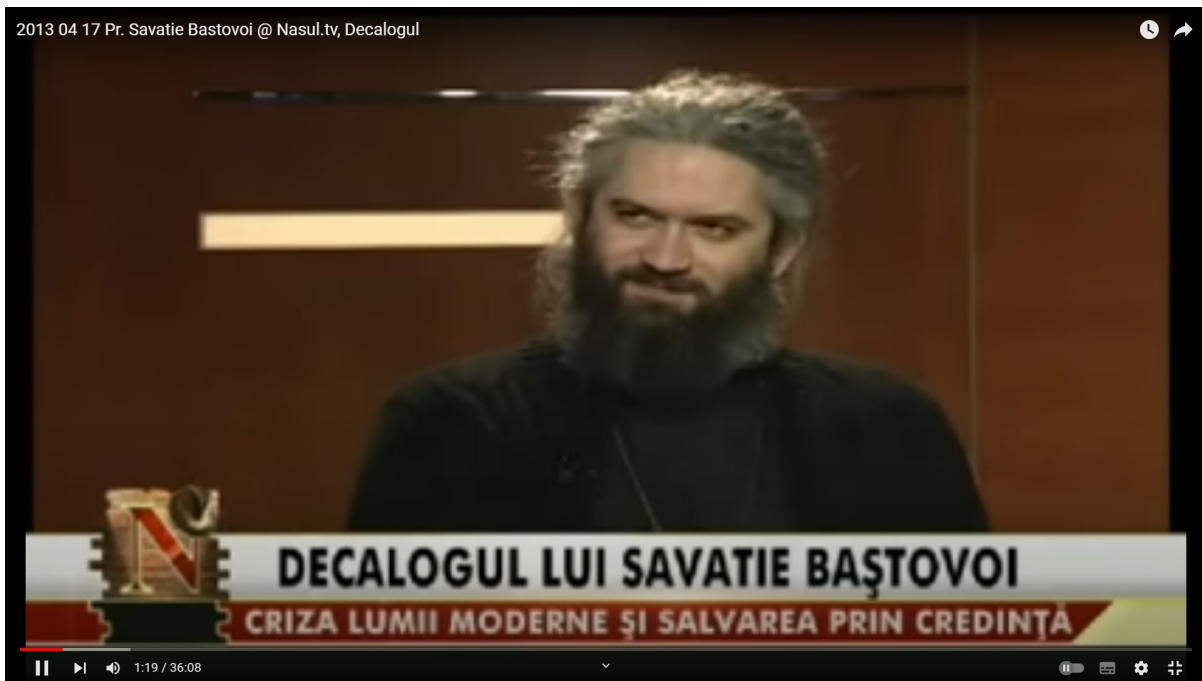 2013 04 17 Pr. Savatie Bastovoi @ Nasul.tv, Decalogul
N
DECALOGUL LUI SAVATIE BAŞTOVOI
CRIZA LUMII MODERNE ŞI SALVAREA PRIN CREDINŢĂ
1:19 / 36:08